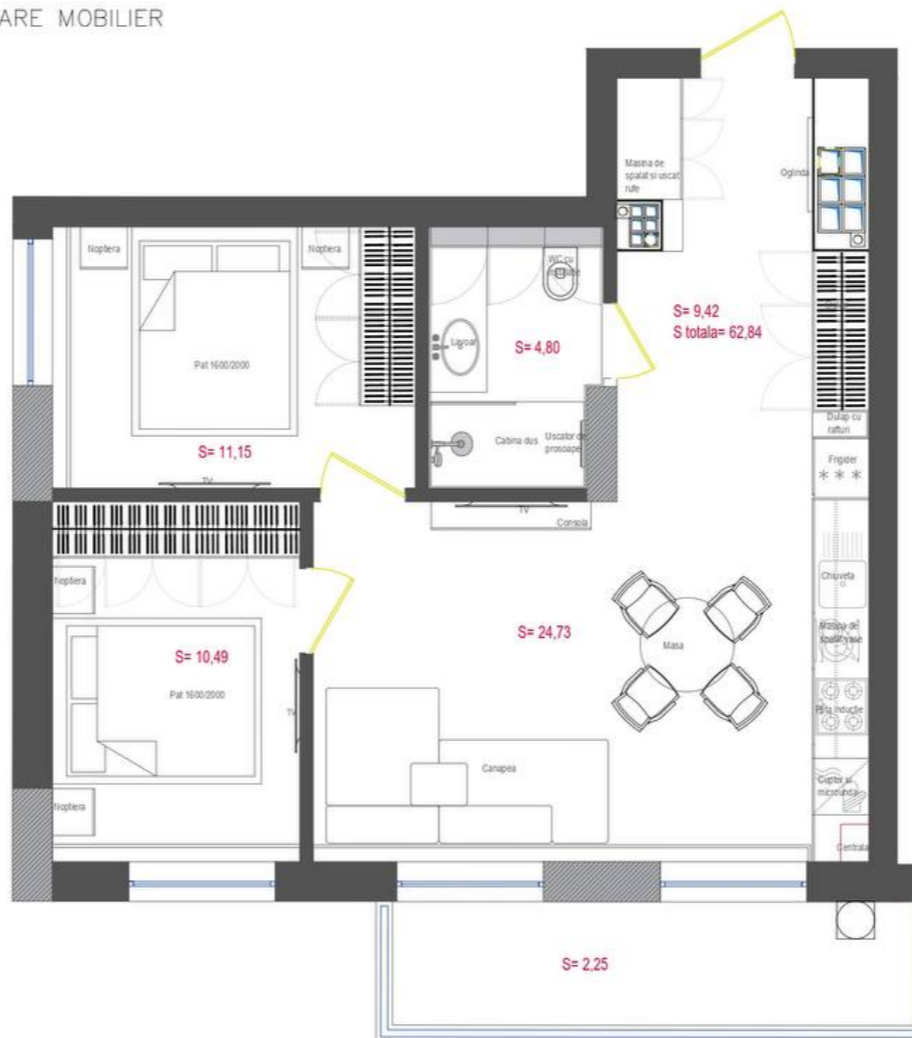 ARE MOBILIER
Masina de
spalat si uscat
rufe
Oglinda
Noptiera
Noptiera
WC cu
Lavoar
S= 9,42
S totala= 62,84
S= 4,80
Pat 1600/2000
Dulap cu
rafturi
Cabina dus
Uscator de
prosoape
S= 11,15
Frigider
***
TV
TV
Consola
Noptiera
Chiuveta
Masina de
spalat vase
S= 24,73
Masa
S= 10,49
Pat 1600/2000
TV
Plita inductie
Canapea
Cuptor si
microunda
Noptiera
Centrala
S= 2,25